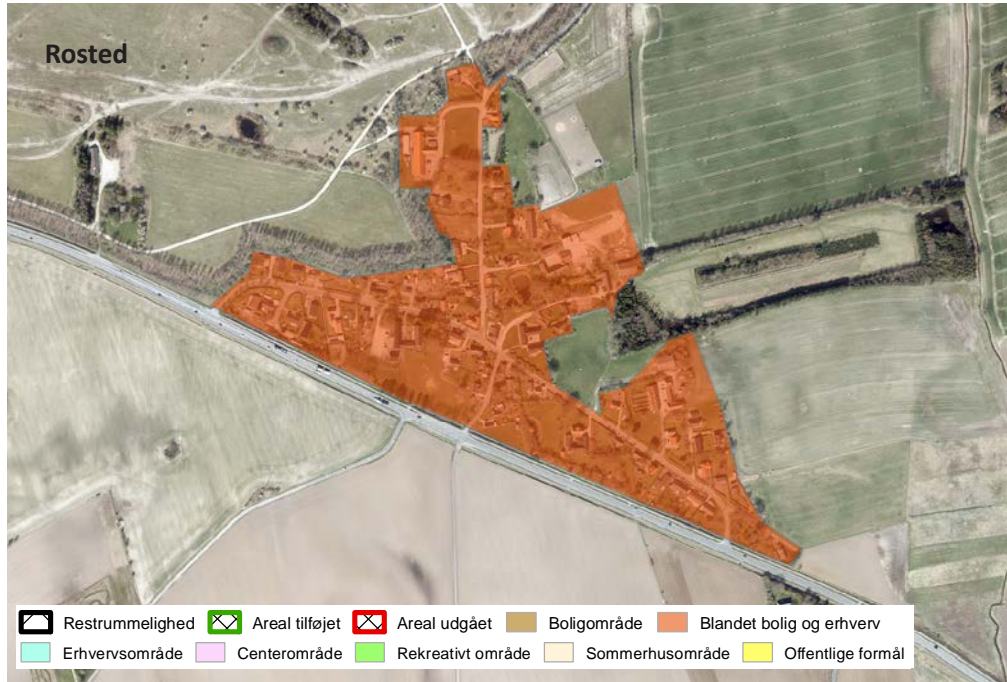 Rosted
Restrummelighed Areal tilføjet Areal udgået Boligområde Blandet bolig og erhverv
Erhvervsområde Centerområde Rekreativt område Sommerhusområde Offentlige formål